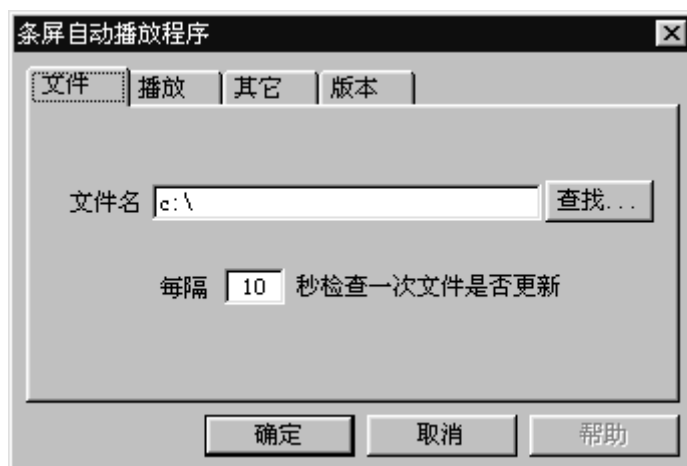 条屏自动播放程序
文件 播放 其它 版本
文件名 c:\ 查找...
每隔 10 秒检查一次文件是否更新
确定 取消 帮助